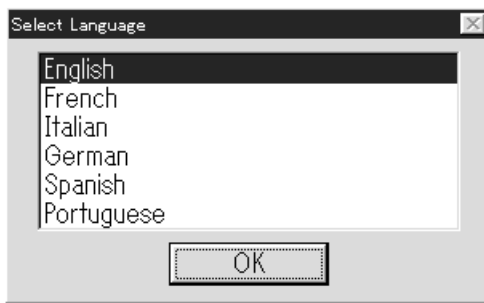 Select Language
English
French
Italian
German
Spanish
Portuguese
OK